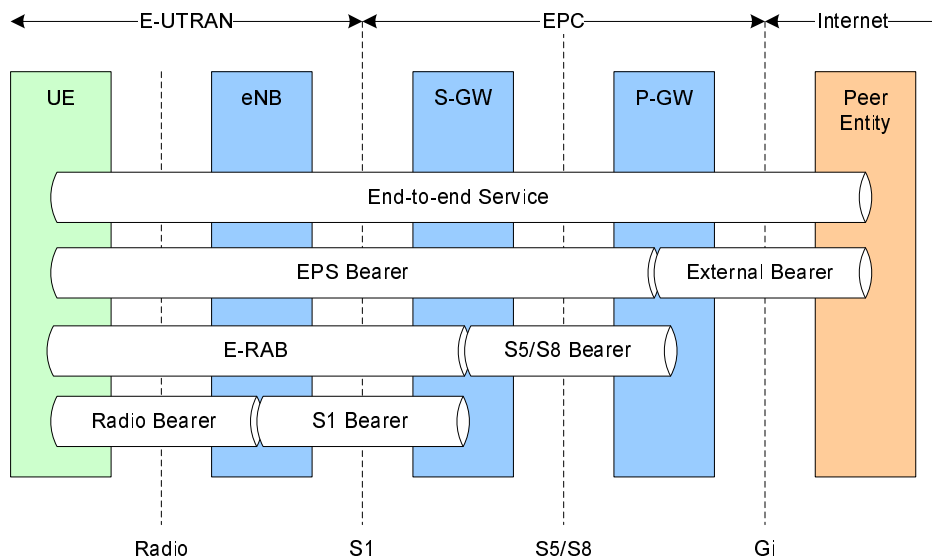 E-UTRAN EPC Internet
UE eNB S-GW P-GW Peer
Entity
End-to-end Service
EPS Bearer External Bearer
E-RAB S5/S8 Bearer
Radio Bearer S1 Bearer
Radio S1 S5/S8 Gi